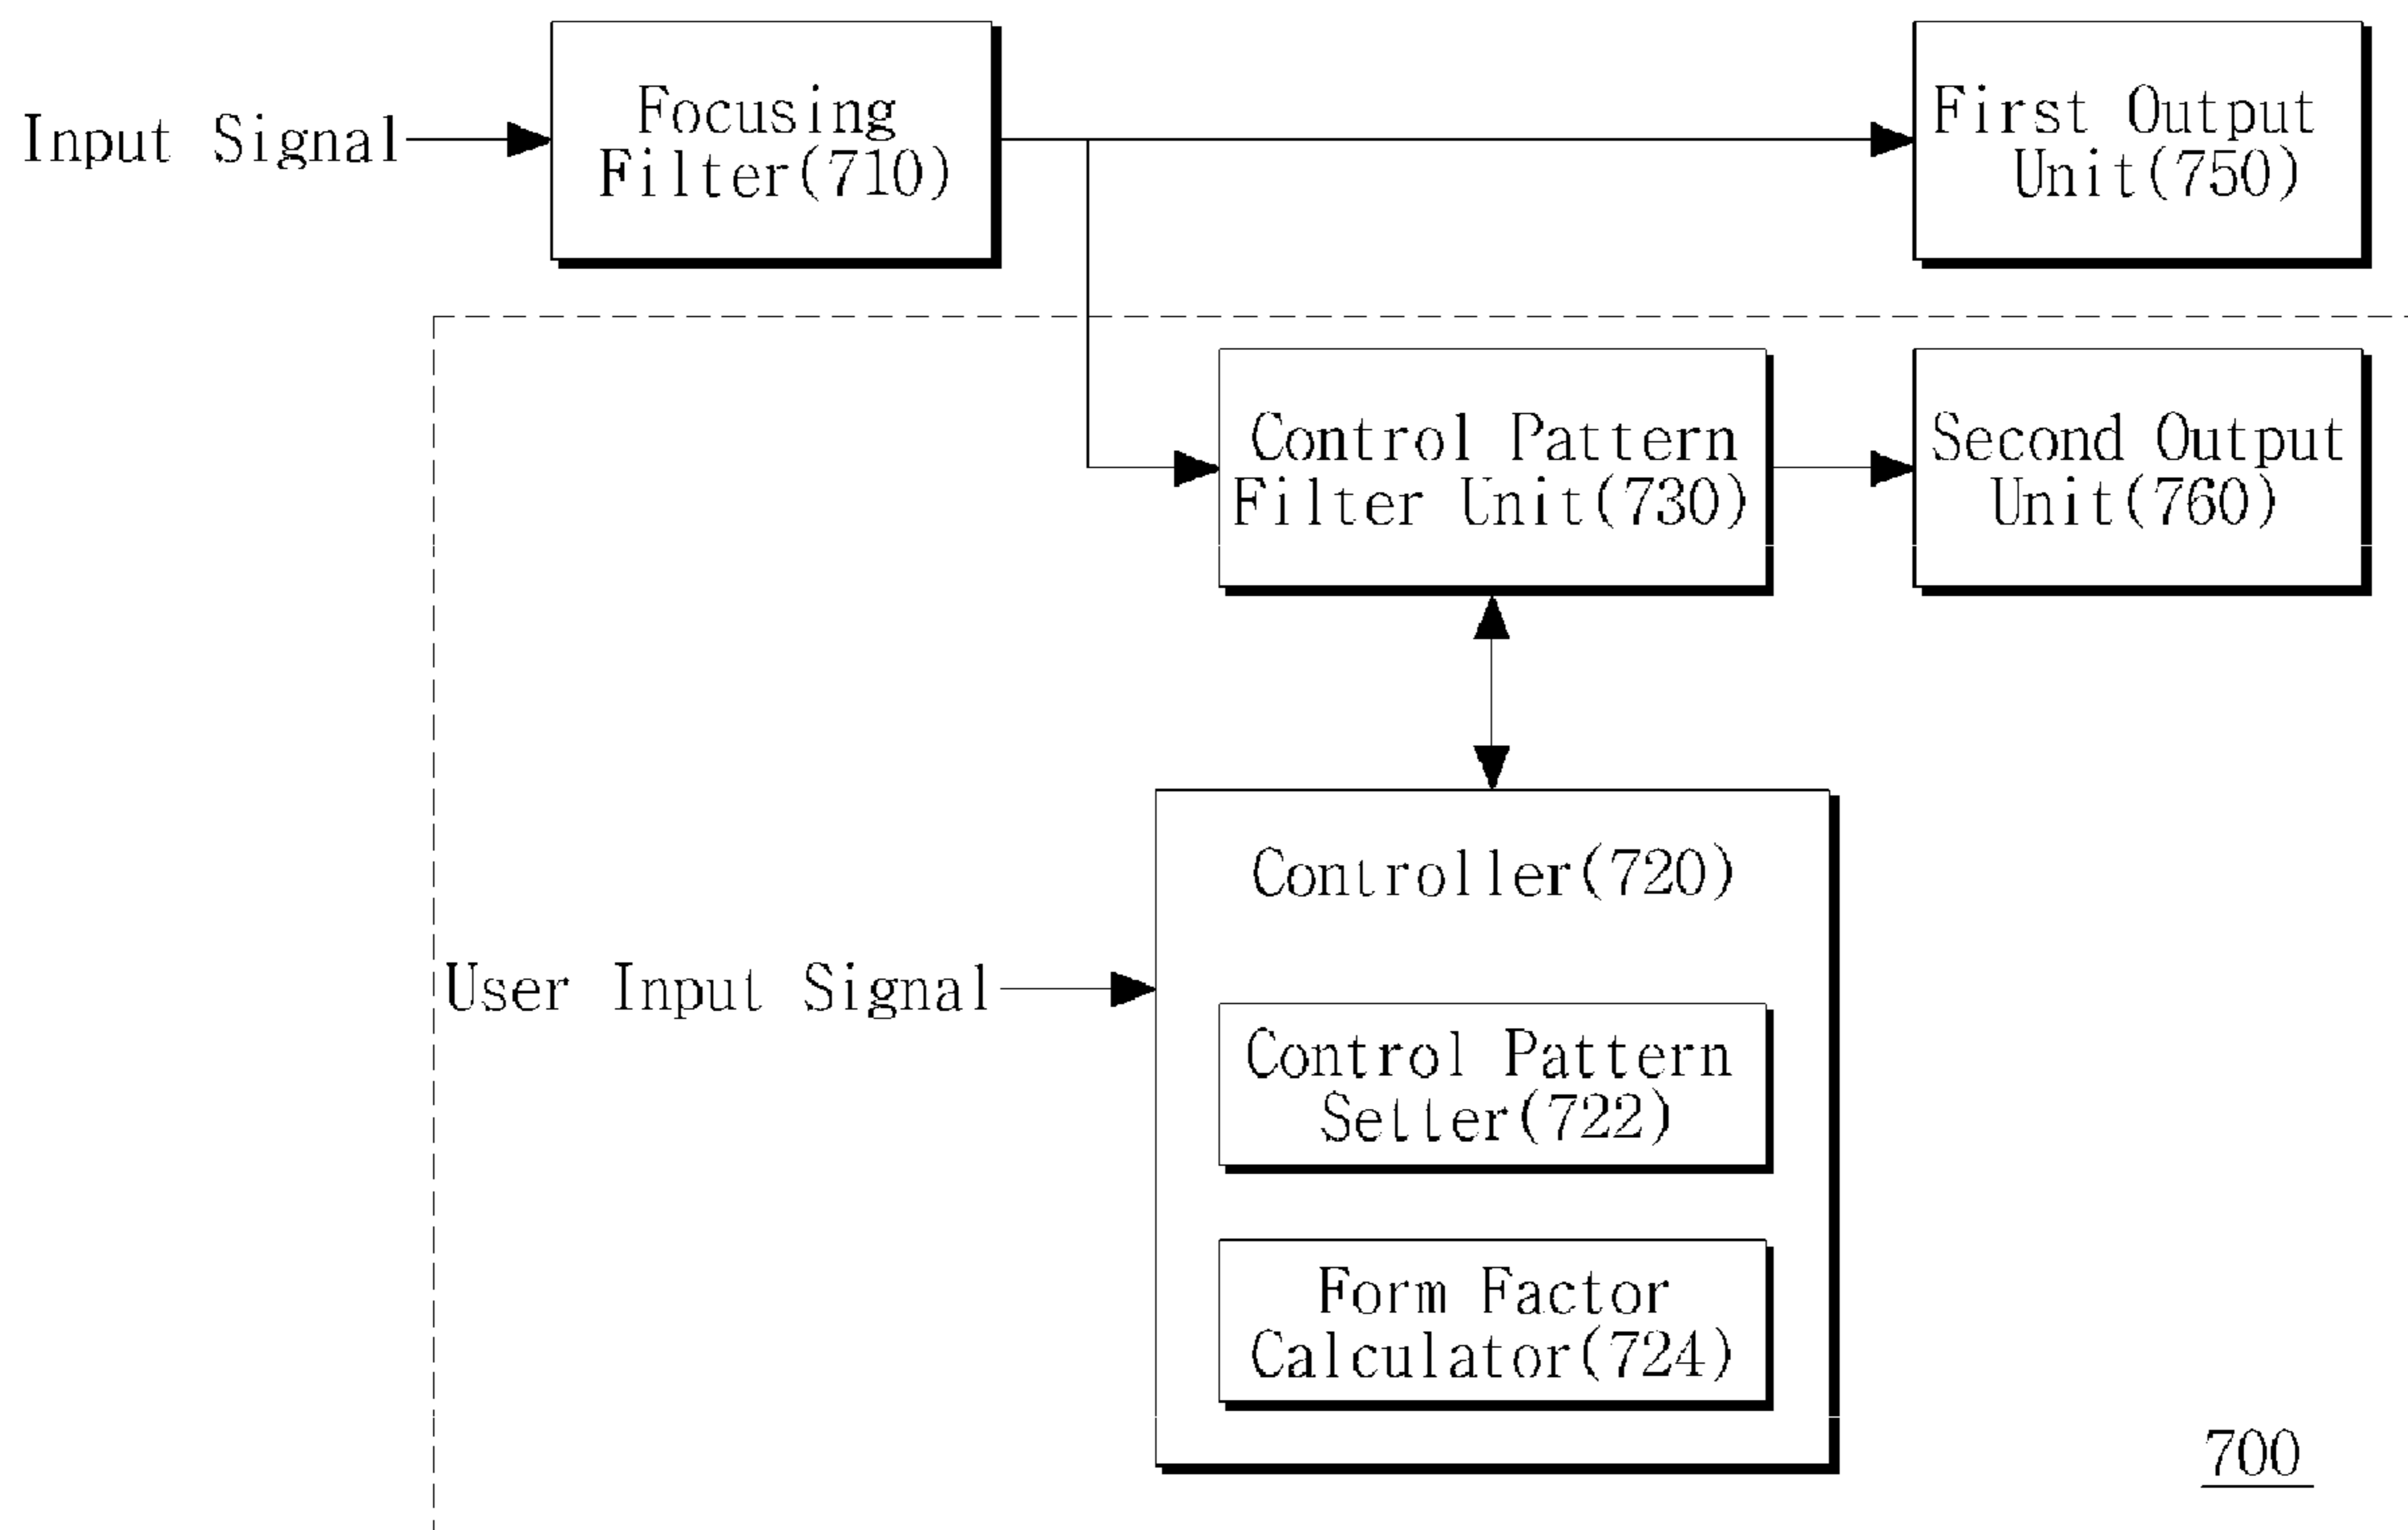 Input Signal
Focusing
Filter(710)
First Output
Unit(750)
Control Pattern
Filter Unit(730)
Second Output
Unit(760)
Controller(720)
User Input Signal
Control Pattern
Setter(722)
Form Factor
Calculator(724)
700